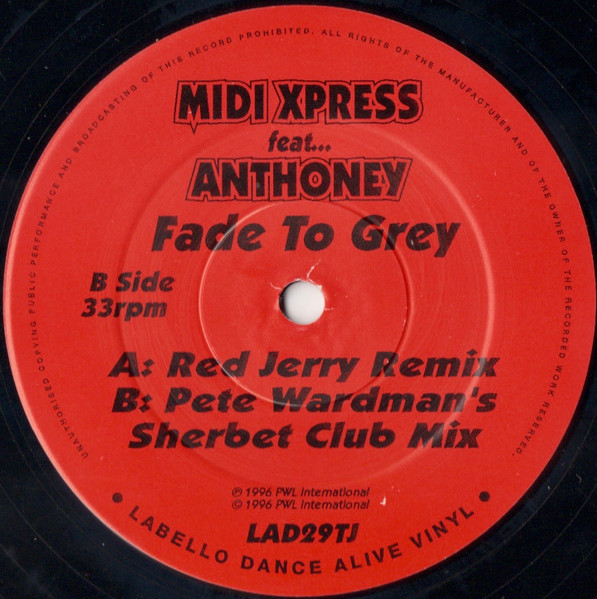 UNAUTHORISED COPYING PUBLIC PERFORMANCE AND BROADCASTING OF THIS RECORD PROHIBITED. ALL RIGHTS OF THE MANUFACTURER AND OF THE OWNER OF THE RECORDED WORK RESERVED.
MIDI XPRESS
feat...
ANTHONEY
Fade To Grey
B Side
33rpm
A: Red Jerry Remix
B: Pete Wardman's
Sherbet Club Mix
℗ 1996 PWL International
© 1996 PWL International
LAD29TJ
• LABELLO DANCE ALIVE VINYL •